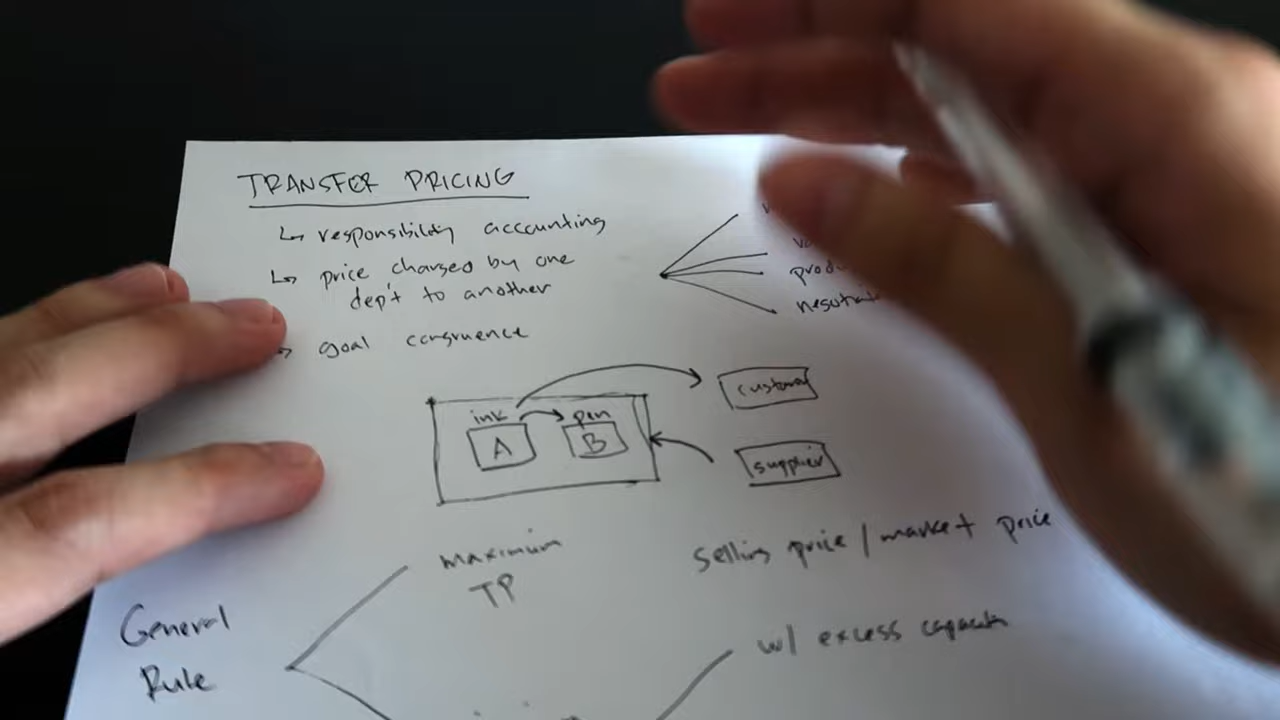 TRANSFER PRICING
responsibility accounting
price charged by one
dep't to another
goal congruence
ink
pen
A
B
customer
supplier
maximum
TP
selling price / market price
General
Rule
w/ excess capacity